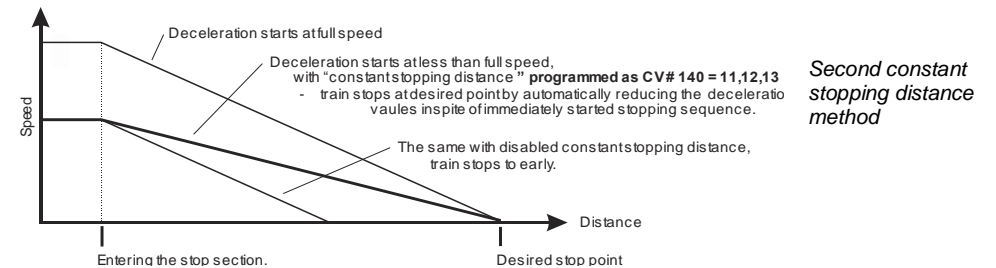 Deceleration starts at full speed
Deceleration starts at less than full speed,
with “constant stopping distance ” programmed as CV# 140 = 11,12,13
- train stops at desired point by automatically reducing the deceleratio
vaules inspite of immediately started stopping sequence.
Second constant
stopping distance
method
Speed
The same with disabled constant stopping distance,
train stops to early.
Distance
Entering the stop section.
Desired stop point